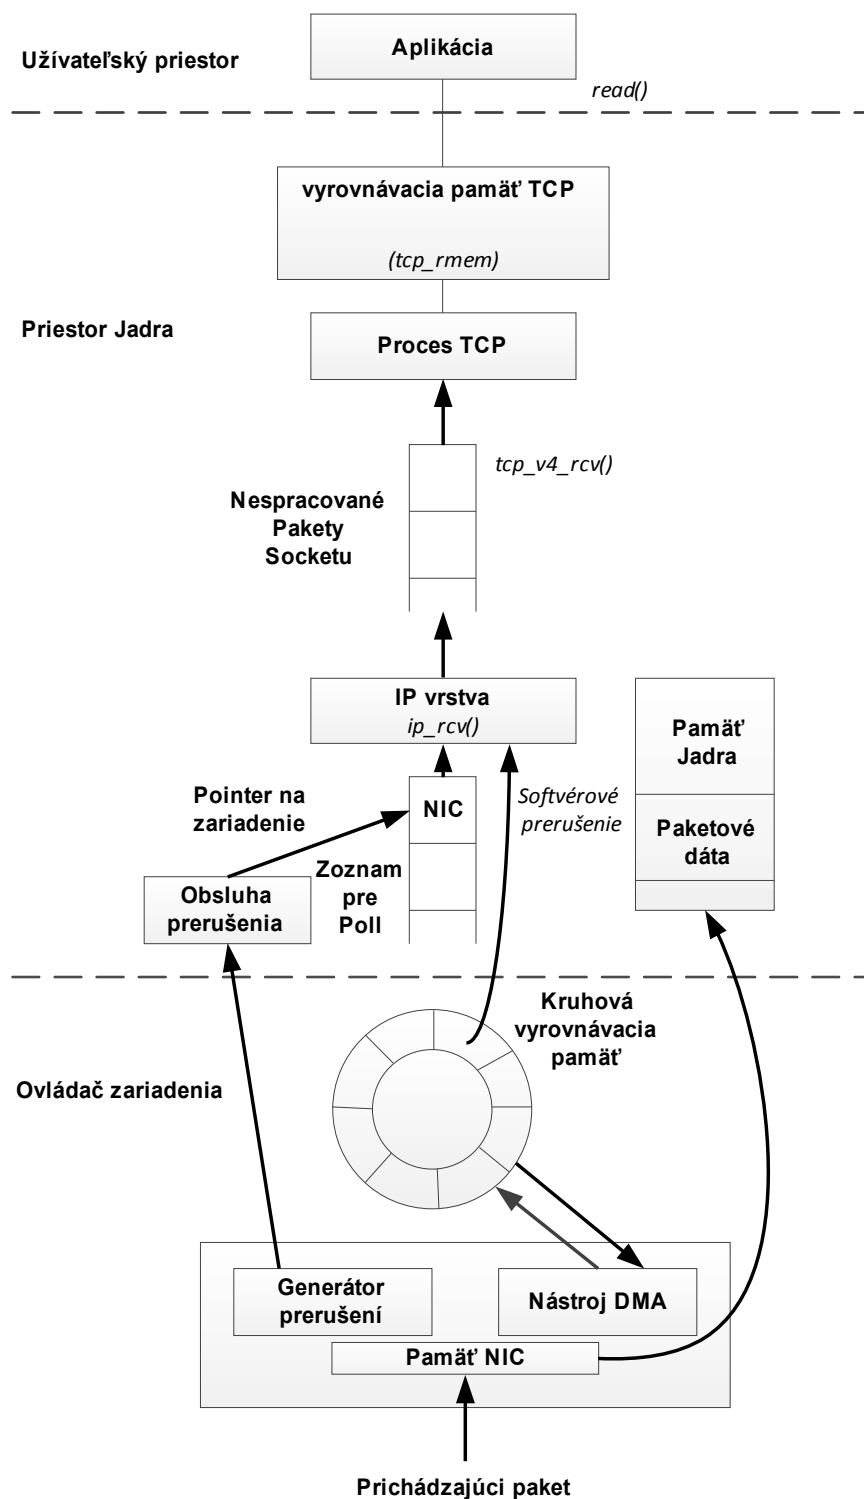 Aplikácia
Užívateľský priestor
read()
vyrovnávacia pamäť TCP
(tcp_rmem)
Priestor Jadra
Proces TCP
tcp_v4_rcv()
Nespracované
Pakety
Socketu
IP vrstva
ip_rcv()
Pamäť
Jadra
Pointer na
zariadenie
NIC
Softvérové
prerušenie
Paketové
dáta
Zoznam
pre
Poll
Obsluha
prerušenia
Kruhová
vyrovnávacia
pamäť
Ovládač zariadenia
Generátor
prerušení
Nástroj DMA
Pamäť NIC
Prichádzajúci paket